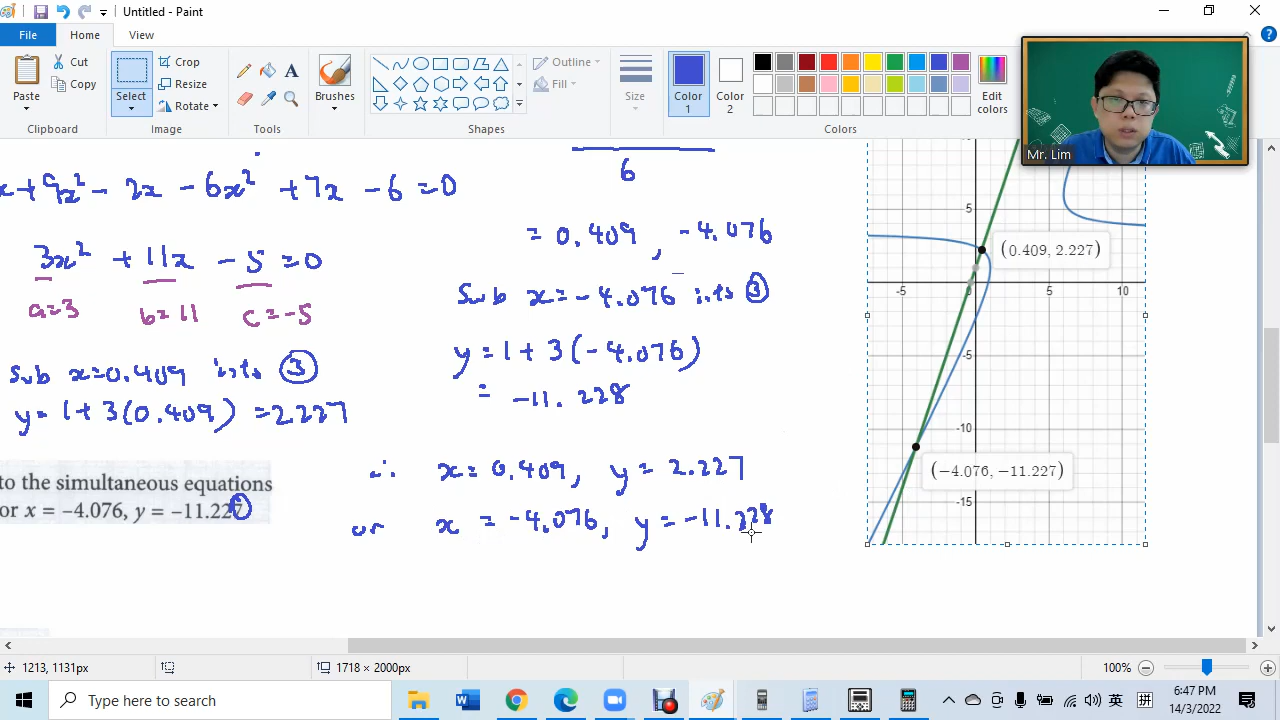 Untitled - Paint
File
Home
View
Paste
Cut
Copy
Clipboard
Select
Crop
Resize
Rotate
Image
Tools
Brushes
Shapes
Outline
Fill
Size
Color 1
Color 2
Edit colors
Colors
Mr. Lim
x + 9x² - 2x - 6x² + 7x - 6 = 0
3x² + 11x - 5 = 0
a=3 b=11 c=-5
Sub x=0.409 into ③
y = 1 + 3(0.409) = 2.227
to the simultaneous equations
or x = −4.076, y = −11.227
6
= 0.409, -4.076
Sub x = -4.076 into ③
y = 1 + 3(-4.076)
= -11.228
∴ x = 0.409, y = 2.227
or x = -4.076, y = -11.228
5
(0.409, 2.227)
-5 0 5 10
-5
-10
(−4.076, −11.227)
-15
1213, 1131px
1718 × 2000px
100%
Type here to search
英
拼
6:47 PM
14/3/2022